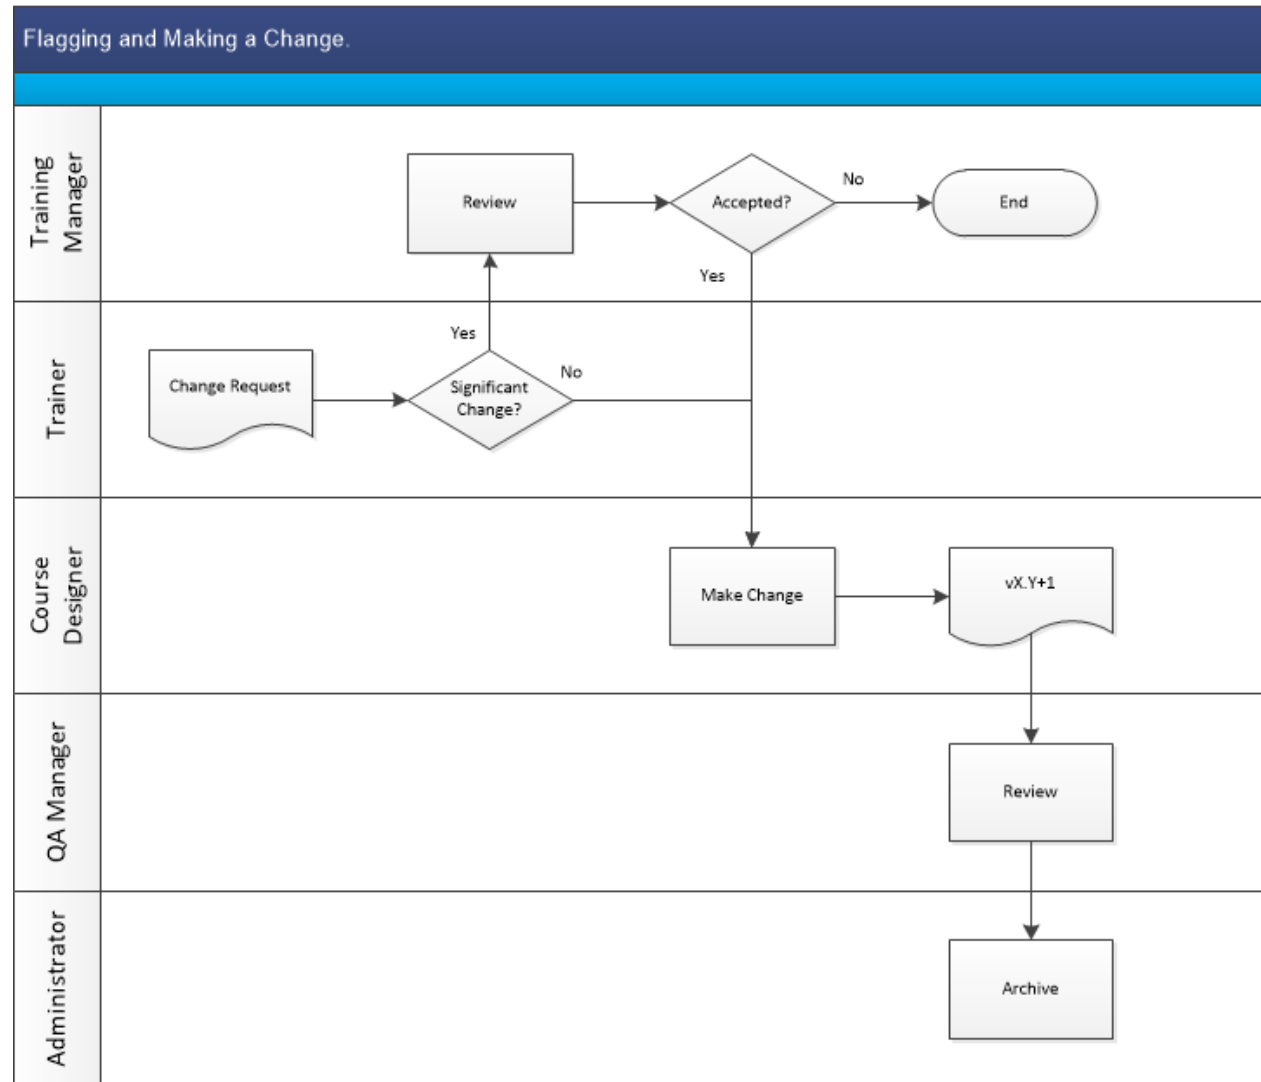 Flagging and Making a Change.
Training
Manager
Review
Accepted?
No
End
Yes
Trainer
Change Request
Yes
Significant
Change?
No
Course
Designer
Make Change
vX.Y+1
QA Manager
Review
Administrator
Archive